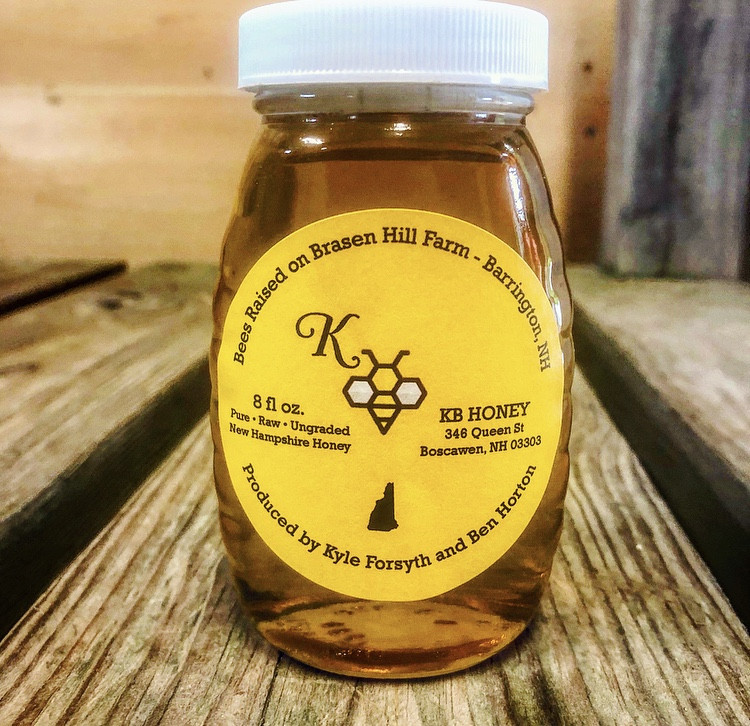 Bees Raised on Brasen Hill Farm - Barrington, NH
K
8 fl oz.
Pure • Raw • Ungraded
New Hampshire Honey
KB HONEY
346 Queen St
Boscawen, NH 03303
Produced by Kyle Forsyth and Ben Horton